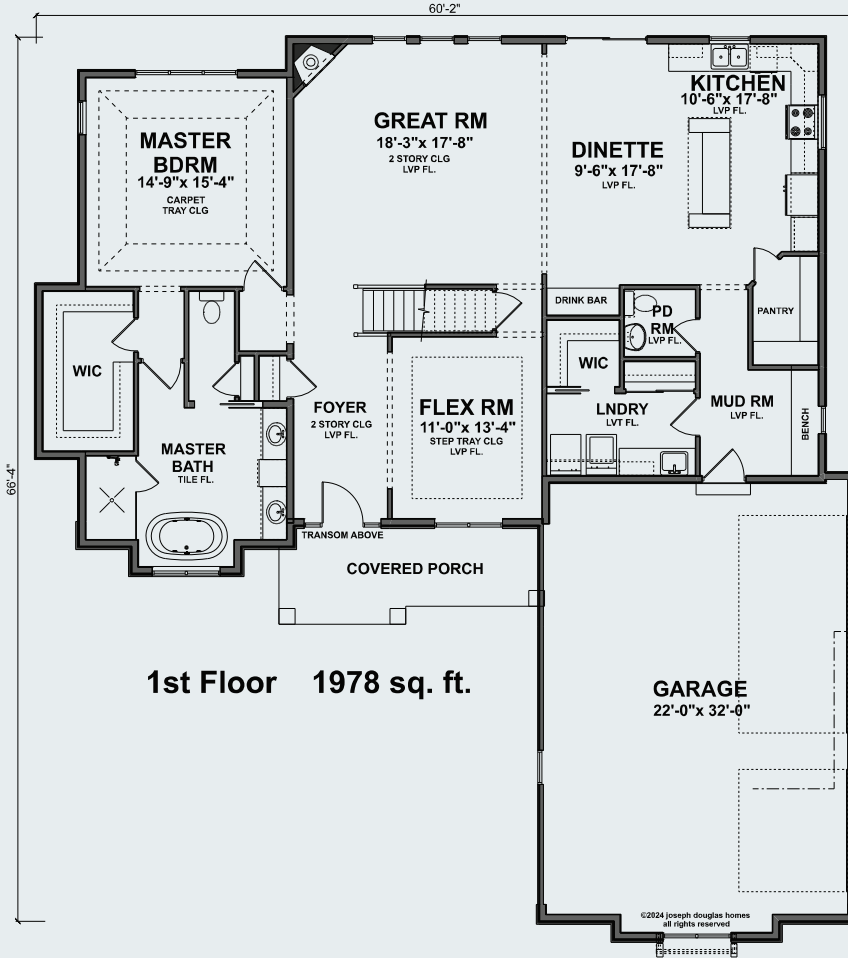 60'-2"
KITCHEN
10'-6"x 17'-8"
LVP FL.
GREAT RM
18'-3"x 17'-8"
2 STORY CLG
LVP FL.
MASTER
BDRM
14'-9"x 15'-4"
CARPET
TRAY CLG
DINETTE
9'-6"x 17'-8"
LVP FL.
DRINK BAR
PD
RM
LVP FL.
PANTRY
WIC
WIC
FOYER
2 STORY CLG
LVP FL.
FLEX RM
11'-0"x 13'-4"
STEP TRAY CLG
LVP FL.
LNDRY
LVT FL.
MUD RM
LVP FL.
BENCH
MASTER
BATH
TILE FL.
66'-4"
TRANSOM ABOVE
COVERED PORCH
1st Floor 1978 sq. ft.
GARAGE
22'-0"x 32'-0"
©2024 joseph douglas homes
all rights reserved